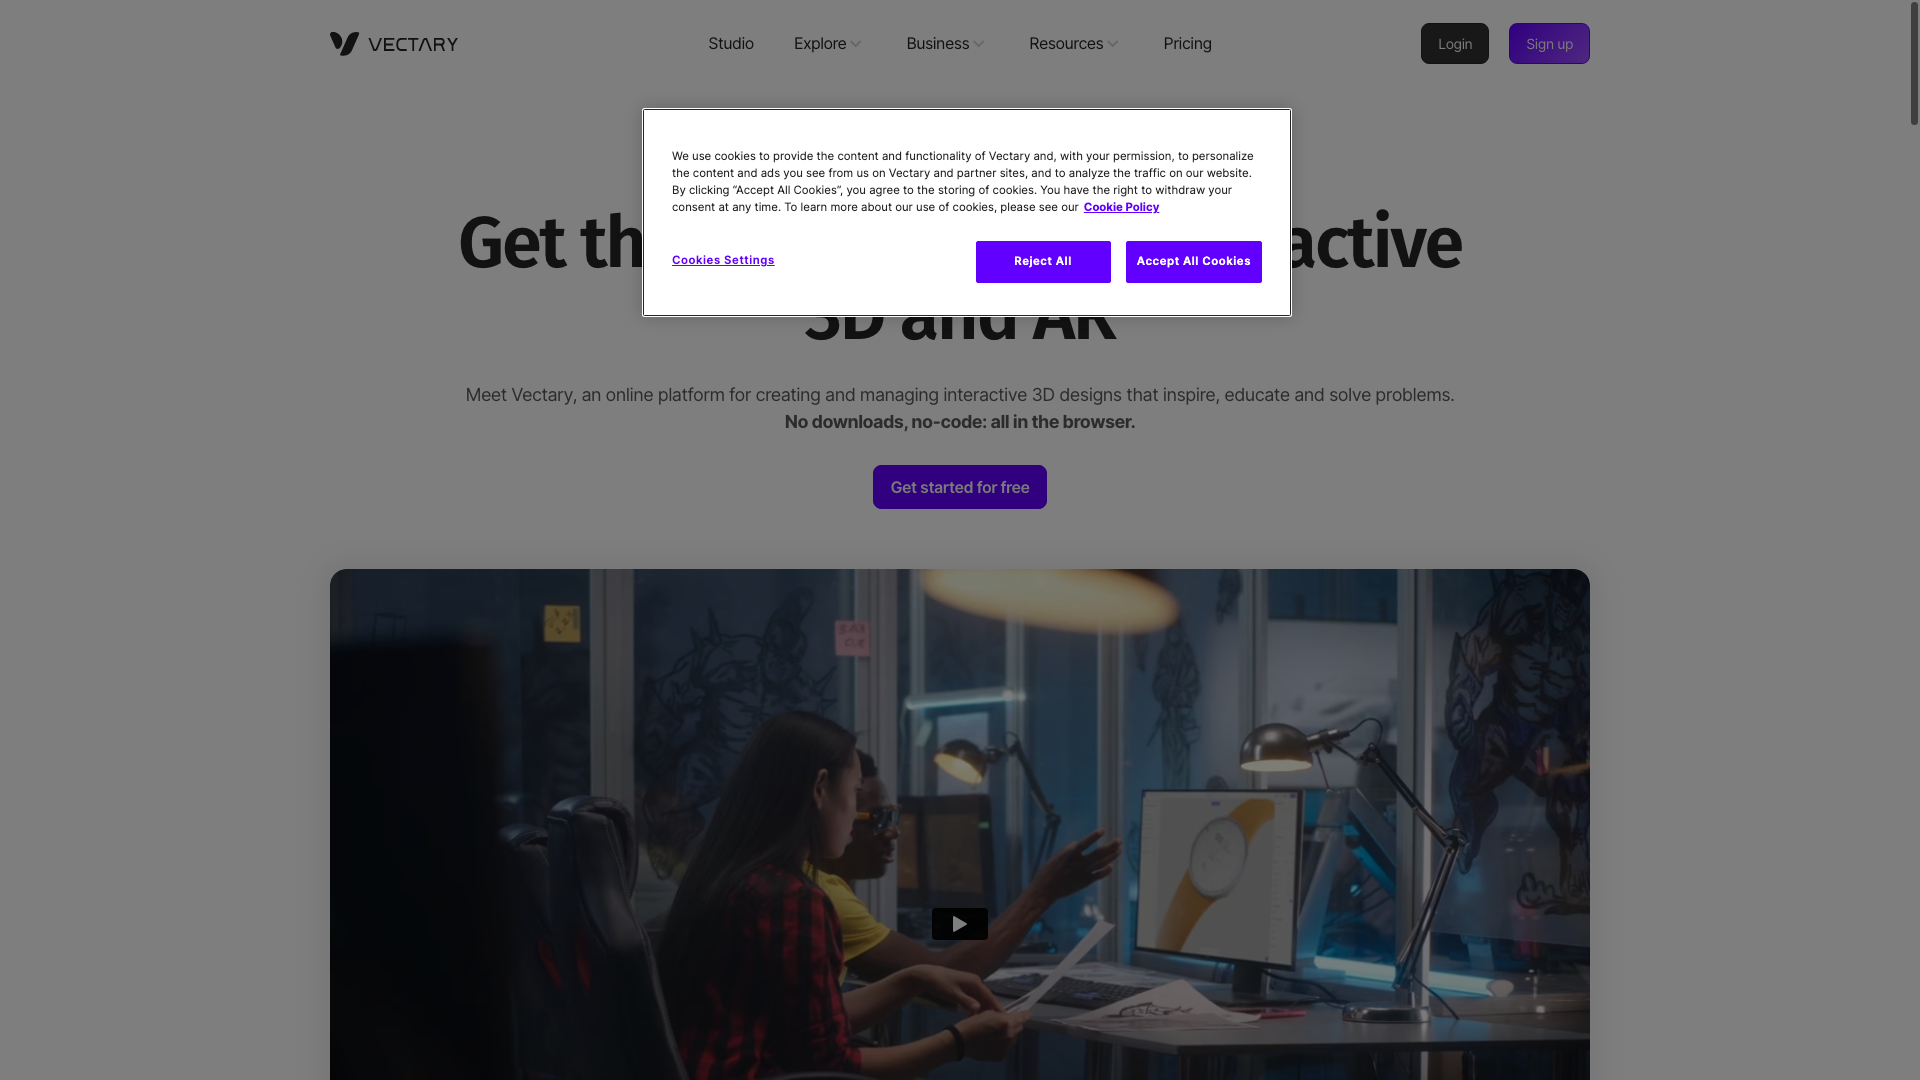 VECTARY
Studio
Explore
Business
Resources
Pricing
Login
Sign up
We use cookies to provide the content and functionality of Vectary and, with your permission, to personalize
the content and ads you see from us on Vectary and partner sites, and to analyze the traffic on our website.
By clicking “Accept All Cookies”, you agree to the storing of cookies. You have the right to withdraw your
consent at any time. To learn more about our use of cookies, please see our Cookie Policy
Cookies Settings
Reject All
Accept All Cookies
Get th
active
3D and AR
Meet Vectary, an online platform for creating and managing interactive 3D designs that inspire, educate and solve problems.
No downloads, no-code: all in the browser.
Get started for free